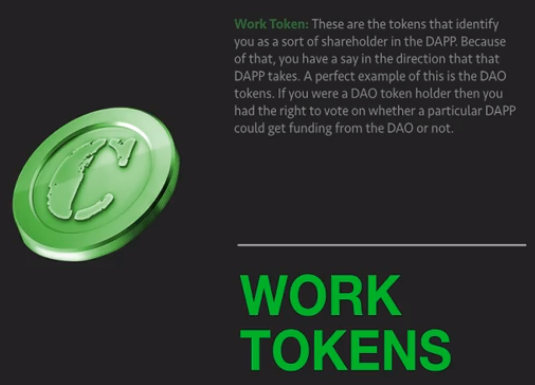 Work Token: These are the tokens that identify
you as a sort of shareholder in the DAPP. Because
of that, you have a say in the direction that that
DAPP takes. A perfect example of this is the DAO
tokens. If you were a DAO token holder then you
had the right to vote on whether a particular DAPP
could get funding from the DAO or not.
C
WORK
TOKENS